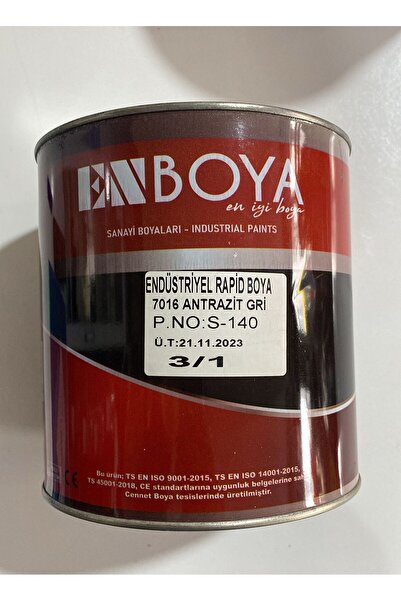 ENBOYA
en iyi boya
SANAYİ BOYALARI - INDUSTRIAL PAINTS
ENDÜSTRİYEL RAPID BOYA
7016 ANTRAZİT GRİ
P.NO:S-140
Ü.T:21.11.2023
3/1
Bu ürün; TS EN ISO 9001-2015, TS EN ISO 14001-2015,
TS 45001-2018, CE standartlarına uygunluk belgelerine
Cennet Boya tesislerinde üretilmiştir.
CE